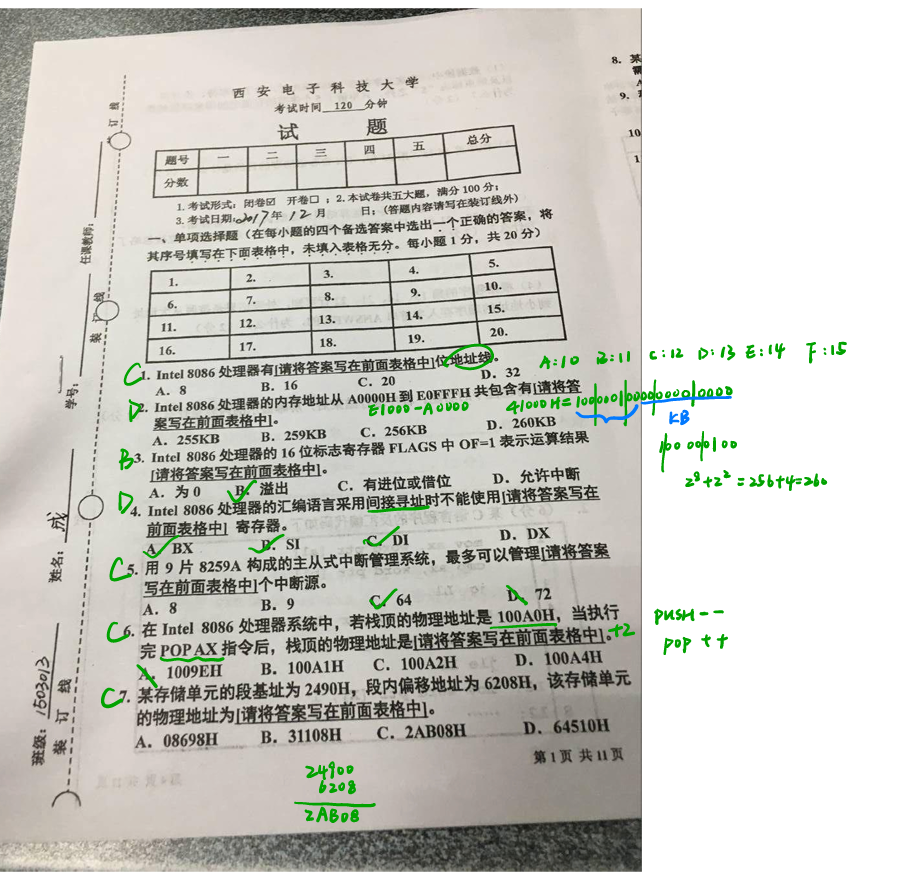 西安电子科技大学
考试时间 120 分钟
试 题
题号 一 二 三 四 五 总分
分数
1.考试形式：闭卷☑ 开卷□；2.本试卷共五大题，满分100分；
3.考试日期：2017年12月 日；（答题内容请写在装订线外）
一、单项选择题（在每小题的四个备选答案中选出一个正确的答案，将
其序号填写在下面表格中，未填入表格无分。每小题1分，共20分）
1. 2. 3. 4. 5.
6. 7. 8. 9. 10.
11. 12. 13. 14. 15.
16. 17. 18. 19. 20.
C 1. Intel 8086 处理器有[请将答案写在前面表格中]位地址线。
A. 8 B. 16 C. 20 D. 32
A:10 B:11 C:12 D:13 E:14 F:15
D 2. Intel 8086 处理器的内存地址从 A0000H 到 E0FFFH 共包含有[请将答
案写在前面表格中]。
E1000-A0000 41000H=
KB
A. 255KB B. 259KB C. 256KB D. 260KB
100000100
2⁸+2²=256+4=260
B 3. Intel 8086 处理器的 16 位标志寄存器 FLAGS 中 OF=1 表示运算结果
[请将答案写在前面表格中]。
A. 为 0 B. 溢出 C. 有进位或借位 D. 允许中断
D 4. Intel 8086 处理器的汇编语言采用间接寻址时不能使用[请将答案写在
前面表格中] 寄存器。
A. BX B. SI C. DI D. DX
C 5. 用 9 片 8259A 构成的主从式中断管理系统，最多可以管理[请将答案
写在前面表格中]个中断源。
A. 8 B. 9 C. 64 D. 72
C 6. 在 Intel 8086 处理器系统中，若栈顶的物理地址是 100A0H，当执行
完 POP AX 指令后，栈顶的物理地址是[请将答案写在前面表格中]。+2
PUSH--
POP ++
A. 1009EH B. 100A1H C. 100A2H D. 100A4H
C 7. 某存储单元的段基址为 2490H，段内偏移地址为 6208H，该存储单元
的物理地址为[请将答案写在前面表格中]。
A. 08698H B. 31108H C. 2AB08H D. 64510H
第 1 页 共 11 页
24900
6208
2AB08
班级：1503013
姓名： 成
学号：
任课教师：
装 订 线
装 订 线
订 线
8. 某
需
9.
10